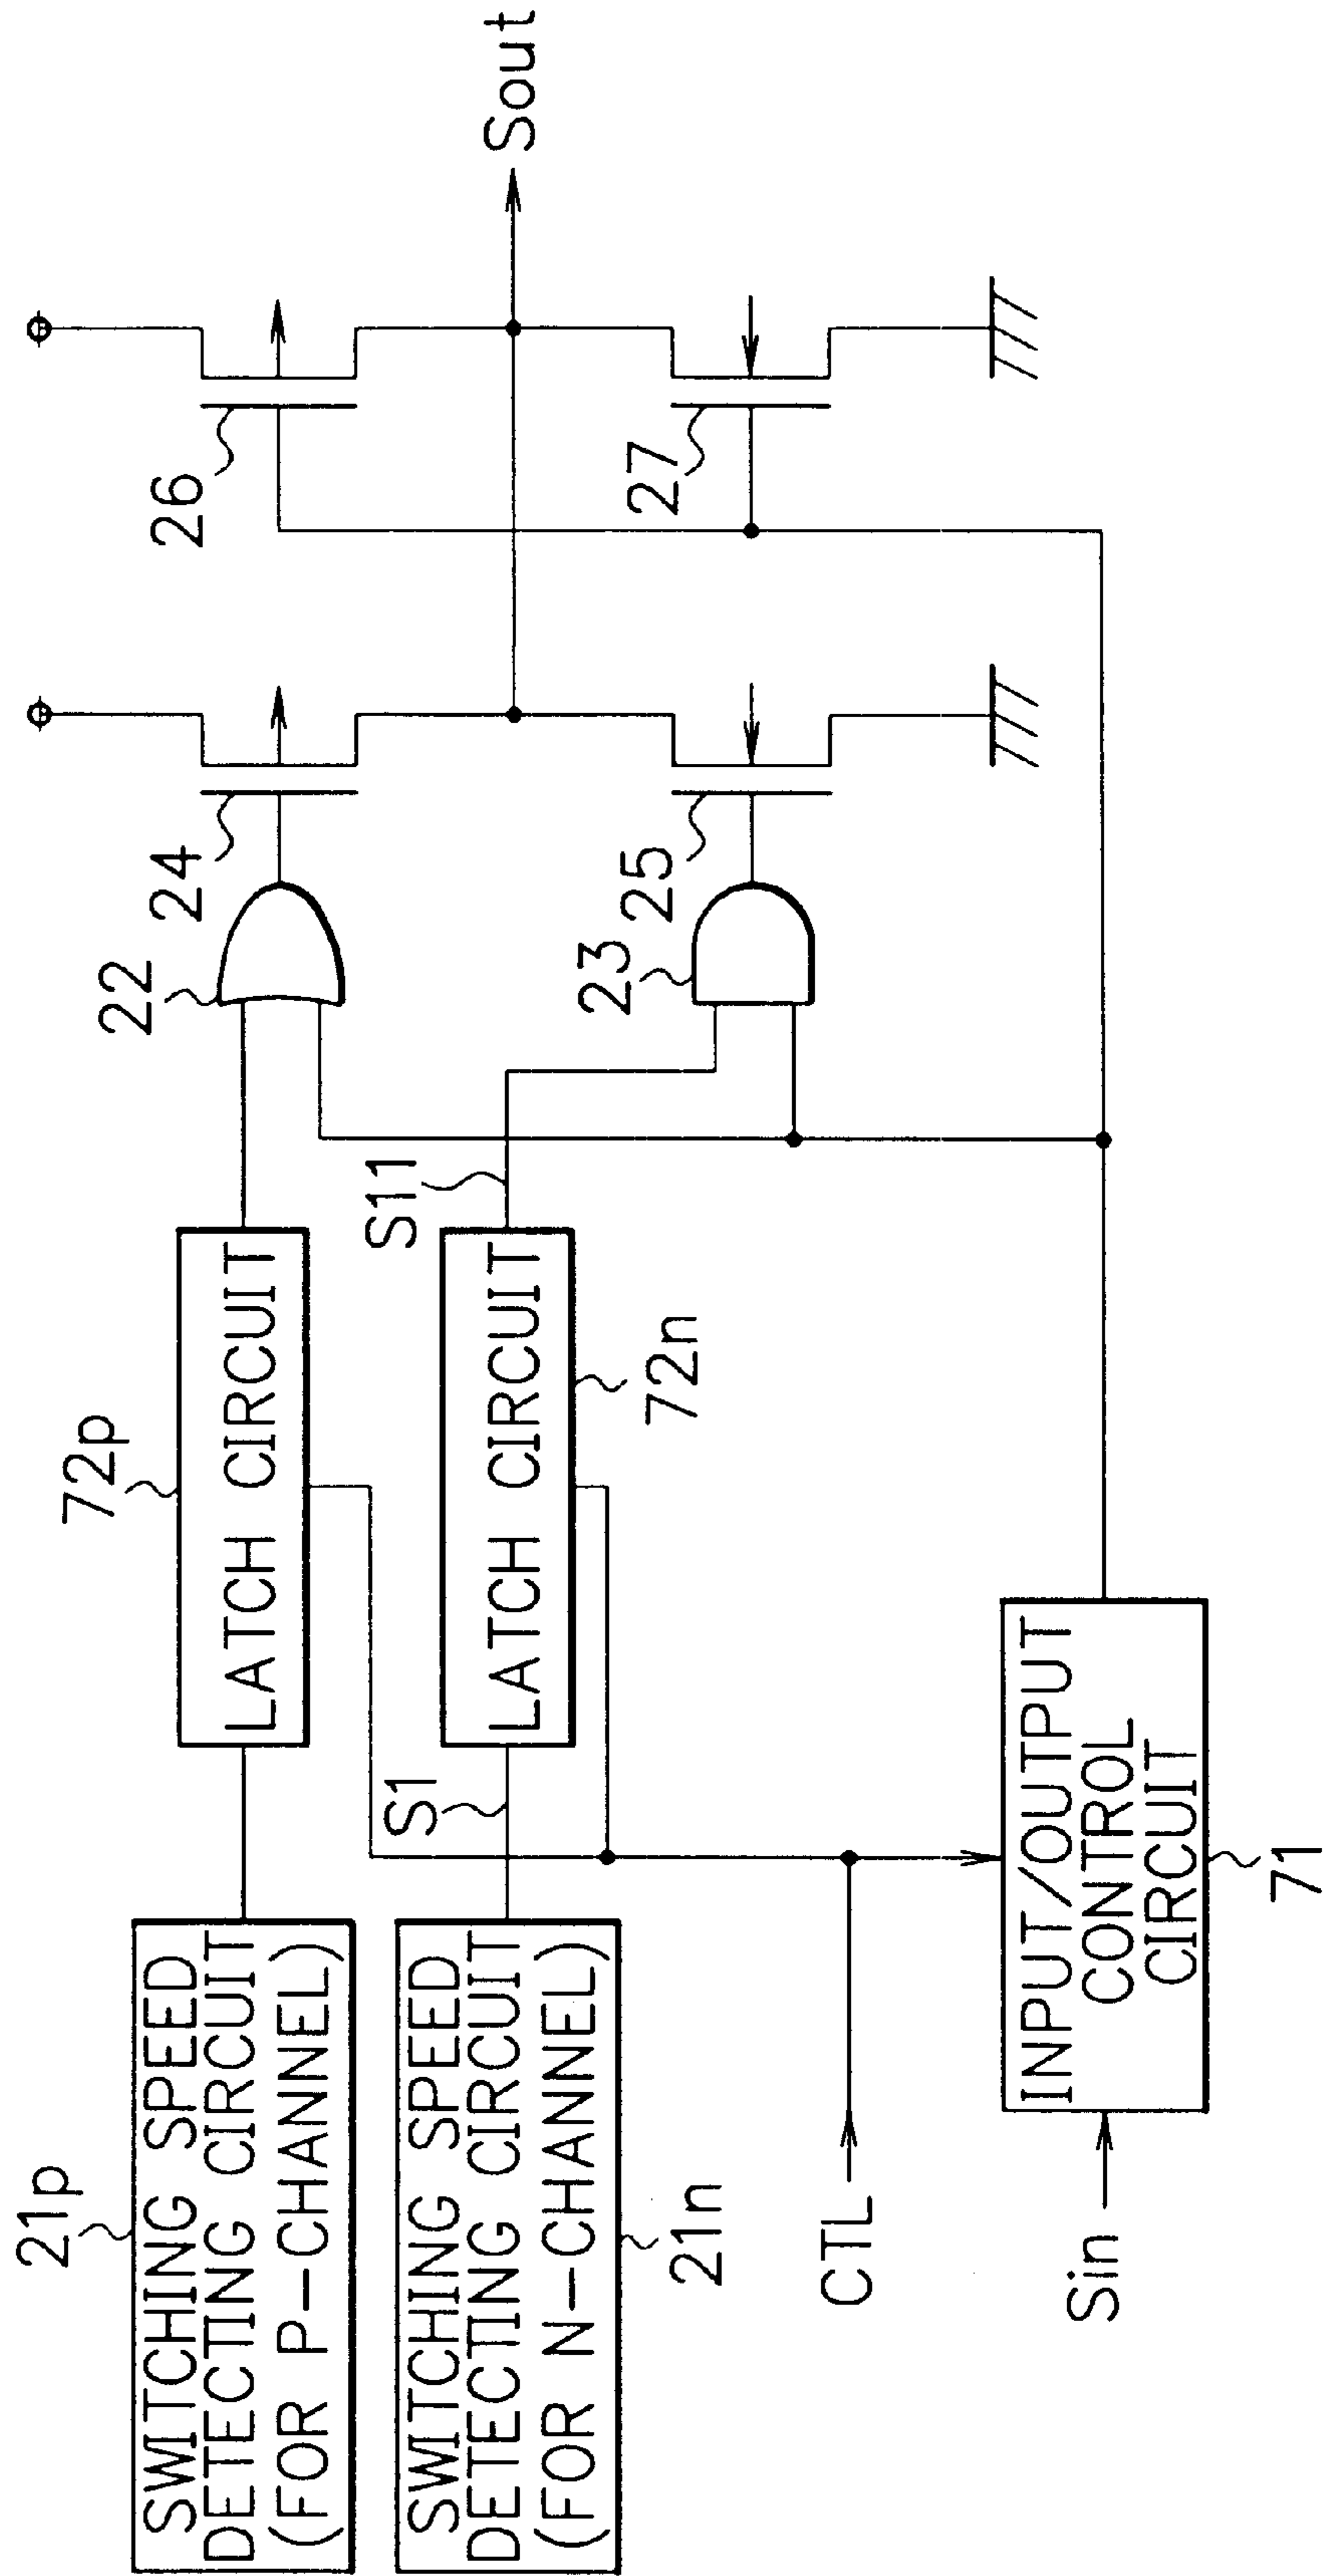 21p
SWITCHING SPEED
DETECTING CIRCUIT
(FOR P-CHANNEL)
72p
LATCH CIRCUIT
22
24
26
SWITCHING SPEED
DETECTING CIRCUIT
(FOR N-CHANNEL)
21n
S1
LATCH CIRCUIT
72n
S11
23
25
27
Sout
CTL
Sin
INPUT/OUTPUT
CONTROL
CIRCUIT
71